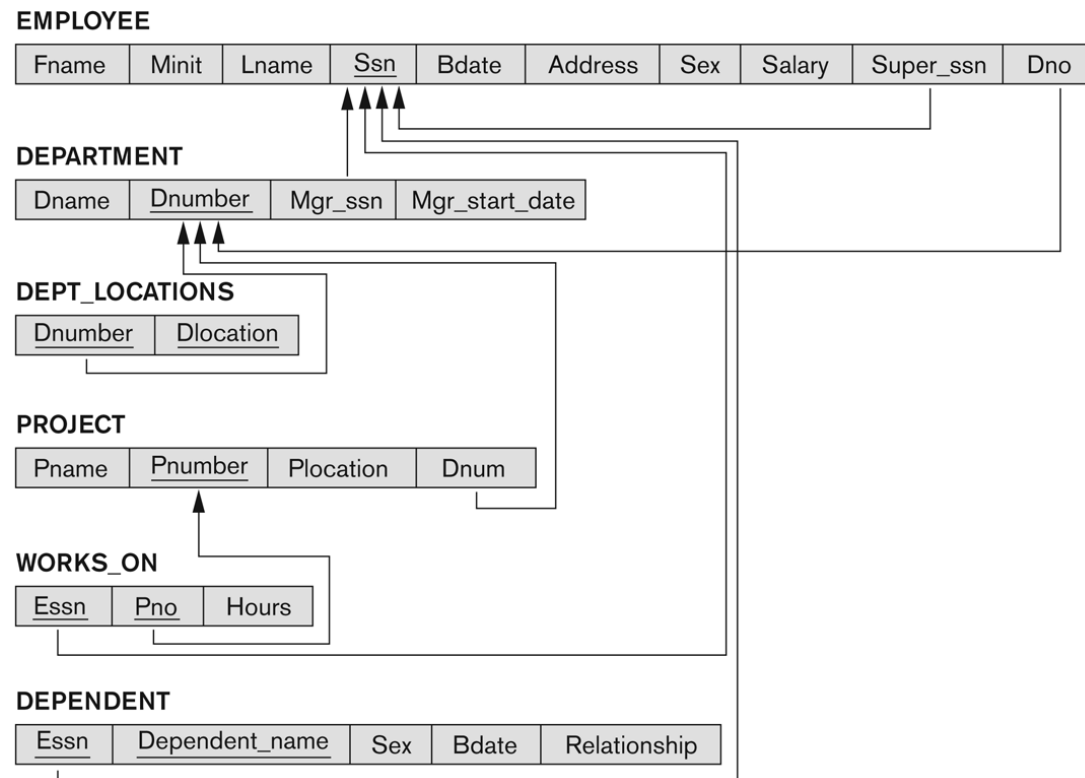 EMPLOYEE
Fname Minit Lname Ssn Bdate Address Sex Salary Super_ssn Dno
DEPARTMENT
Dname Dnumber Mgr_ssn Mgr_start_date
DEPT_LOCATIONS
Dnumber Dlocation
PROJECT
Pname Pnumber Plocation Dnum
WORKS_ON
Essn Pno Hours
DEPENDENT
Essn Dependent_name Sex Bdate Relationship